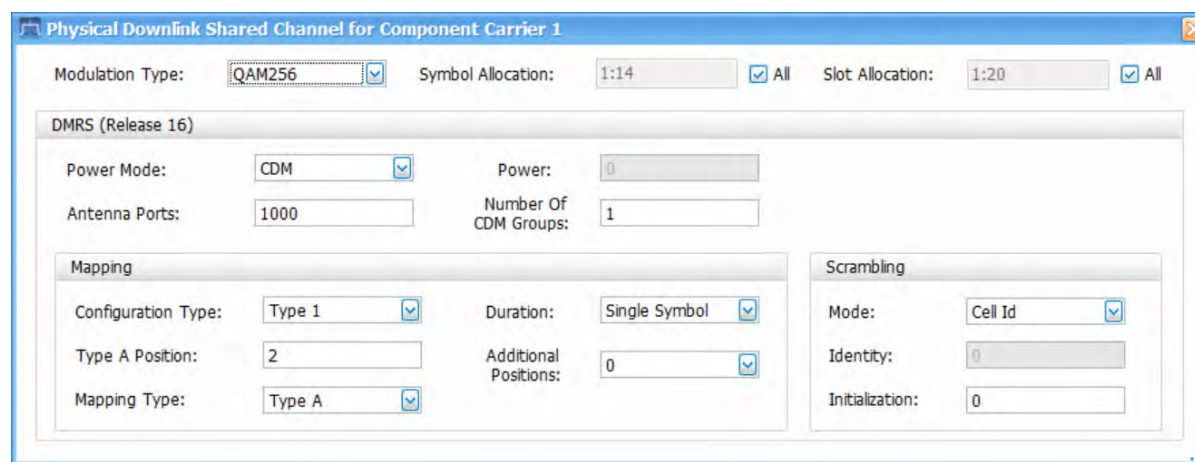 Physical Downlink Shared Channel for Component Carrier 1
Modulation Type: QAM256 Symbol Allocation: 1:14 All Slot Allocation: 1:20 All
DMRS (Release 16)
Power Mode: CDM Power: 0
Antenna Ports: 1000 Number Of CDM Groups: 1
Mapping
Configuration Type: Type 1 Duration: Single Symbol
Type A Position: 2 Additional Positions: 0
Mapping Type: Type A
Scrambling
Mode: Cell Id
Identity: 0
Initialization: 0